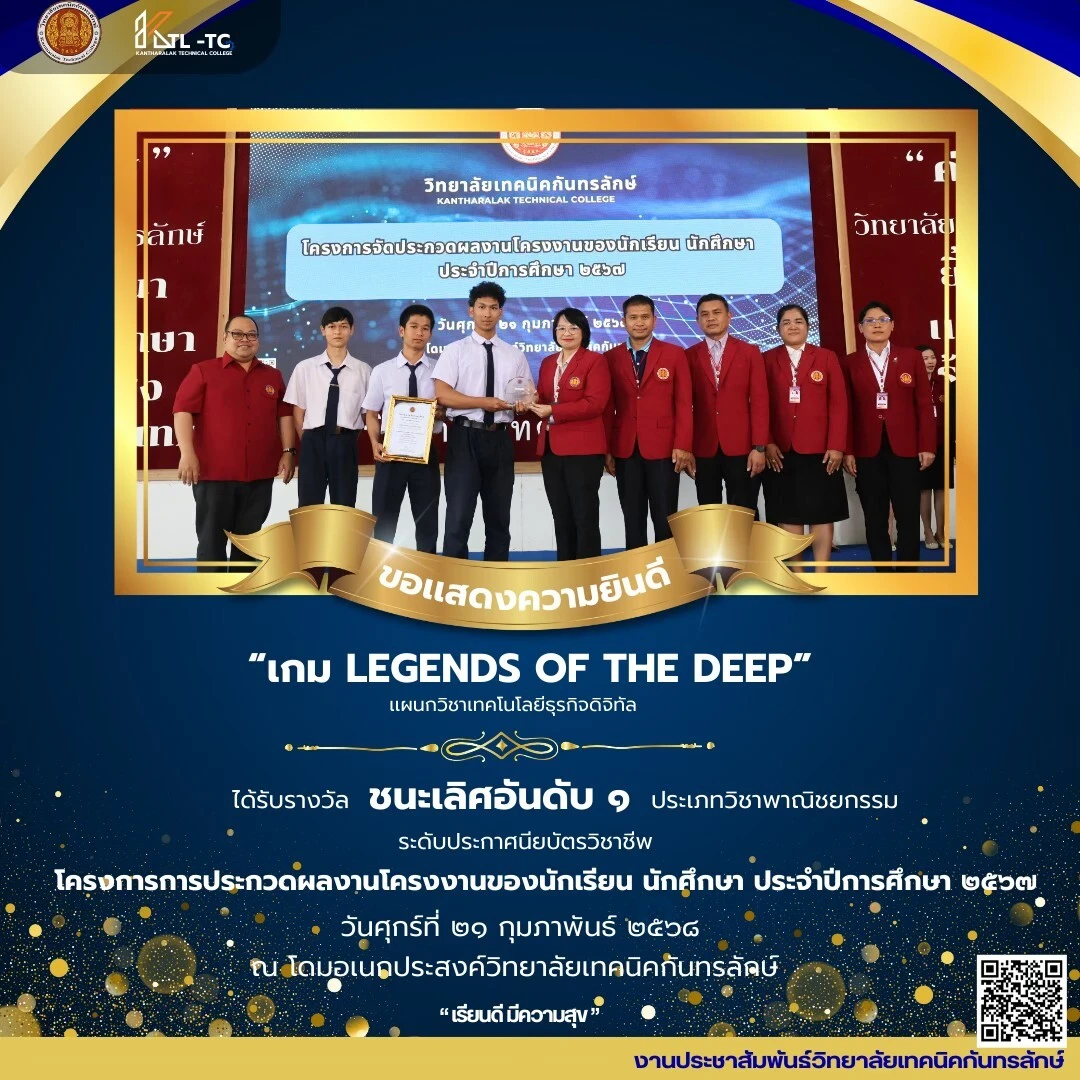 KTL -TC
KANTHARALAK TECHNICAL COLLEGE
วิทยาลัยเทคนิคกันทรลักษ์
KANTHARALAK TECHNICAL COLLEGE
โครงการจัดประกวดผลงานโครงงานของนักเรียน นักศึกษา
ประจำปีการศึกษา ๒๕๖๗
วันศุกร์ ๒๑
วิทยาลัย
ขอแสดงความยินดี
“เกม LEGENDS OF THE DEEP”
แผนกวิชาเทคโนโลยีธุรกิจดิจิทัล
ได้รับรางวัล ชนะเลิศอันดับ ๑ ประเภทวิชาพาณิชยกรรม
ระดับประกาศนียบัตรวิชาชีพ
โครงการการประกวดผลงานโครงงานของนักเรียน นักศึกษา ประจำปีการศึกษา ๒๕๖๗
วันศุกร์ที่ ๒๑ กุมภาพันธ์ ๒๕๖๘
ณ โดมอเนกประสงค์วิทยาลัยเทคนิคกันทรลักษ์
“เรียนดี มีความสุข”
งานประชาสัมพันธ์วิทยาลัยเทคนิคกันทรลักษ์